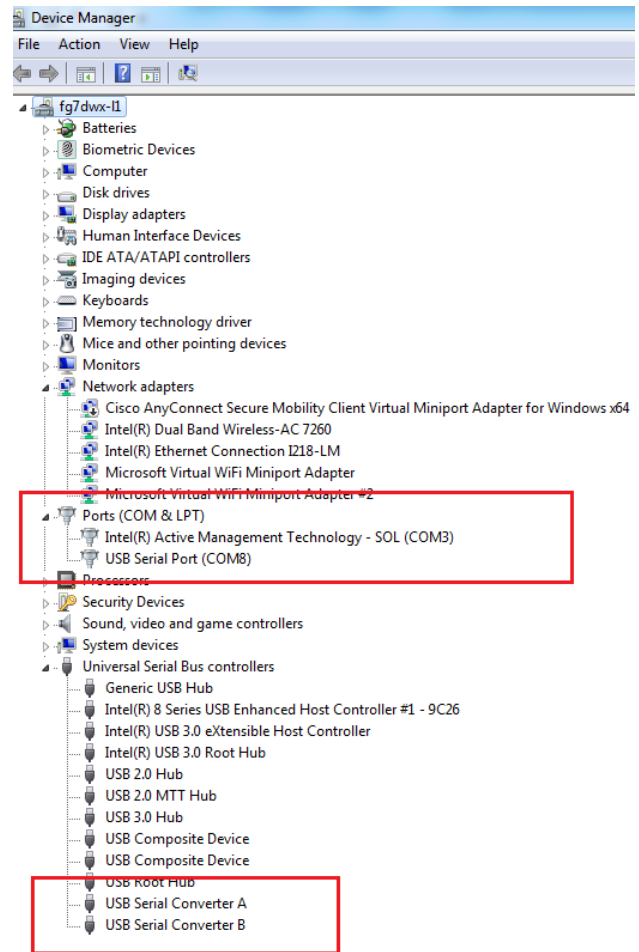 Device Manager
File Action View Help
fg7dwx-l1
Batteries
Biometric Devices
Computer
Disk drives
Display adapters
Human Interface Devices
IDE ATA/ATAPI controllers
Imaging devices
Keyboards
Memory technology driver
Mice and other pointing devices
Monitors
Network adapters
Cisco AnyConnect Secure Mobility Client Virtual Miniport Adapter for Windows x64
Intel(R) Dual Band Wireless-AC 7260
Intel(R) Ethernet Connection I218-LM
Microsoft Virtual WiFi Miniport Adapter
Microsoft Virtual WiFi Miniport Adapter #2
Ports (COM & LPT)
Intel(R) Active Management Technology - SOL (COM3)
USB Serial Port (COM8)
Processors
Security Devices
Sound, video and game controllers
System devices
Universal Serial Bus controllers
Generic USB Hub
Intel(R) 8 Series USB Enhanced Host Controller #1 - 9C26
Intel(R) USB 3.0 eXtensible Host Controller
Intel(R) USB 3.0 Root Hub
USB 2.0 Hub
USB 2.0 MTT Hub
USB 3.0 Hub
USB Composite Device
USB Composite Device
USB Root Hub
USB Serial Converter A
USB Serial Converter B